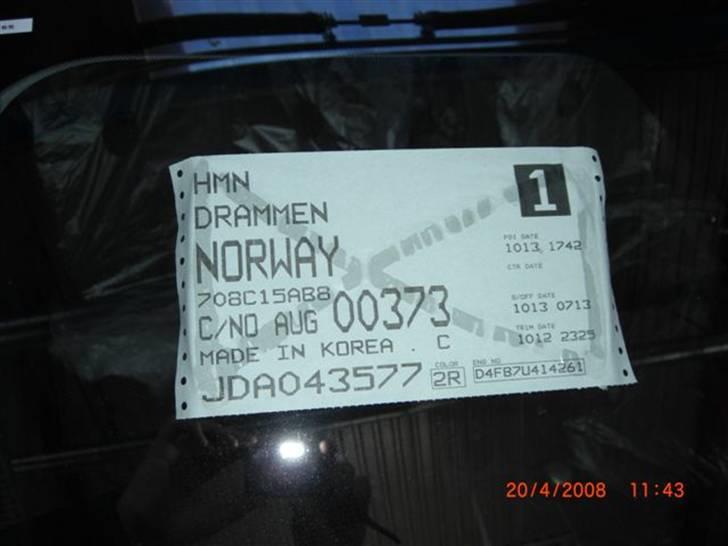 HMN
1
DRAMMEN
PDI DATE
NORWAY
1013 1742
CTR DATE
708C15AB8
C/NO AUG 00373
S/OFF DATE
1013 0713
MADE IN KOREA . C
TRIM DATE
1012 2325
JDA043577
COLOR
2R
ENG NO
D4FB7U414261
20/4/2008 11:43